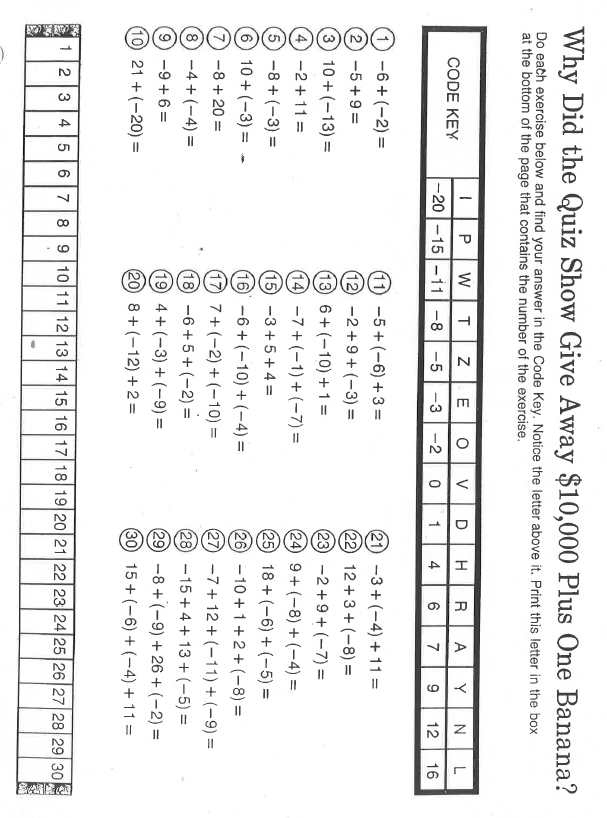 Why Did the Quiz Show Give Away $10,000 Plus One Banana?
Do each exercise below and find your answer in the Code Key. Notice the letter above it. Print this letter in the box
at the bottom of the page that contains the number of the exercise.
CODE KEY
I P W T Z E O V D H R A Y N L
−20 −15 −11 −8 −5 −3 −2 0 1 4 6 7 9 12 16
1 −6 + (−2) =
2 −5 + 9 =
3 10 + (−13) =
4 −2 + 11 =
5 −8 + (−3) =
6 10 + (−3) =
7 −8 + 20 =
8 −4 + (−4) =
9 −9 + 6 =
10 21 + (−20) =
11 −5 + (−6) + 3 =
12 −2 + 9 + (−3) =
13 6 + (−10) + 1 =
14 −7 + (−1) + (−7) =
15 −3 + 5 + 4 =
16 −6 + (−10) + (−4) =
17 7 + (−2) + (−10) =
18 −6 + 5 + (−2) =
19 4 + (−3) + (−9) =
20 8 + (−12) + 2 =
21 −3 + (−4) + 11 =
22 12 + 3 + (−8) =
23 −2 + 9 + (−7) =
24 9 + (−8) + (−4) =
25 18 + (−6) + (−5) =
26 −10 + 1 + 2 + (−8) =
27 −7 + 12 + (−11) + (−9) =
28 −15 + 4 + 13 + (−5) =
29 −8 + (−9) + 26 + (−2) =
30 15 + (−6) + (−4) + 11 =
1 2 3 4 5 6 7 8 9 10 11 12 13 14 15 16 17 18 19 20 21 22 23 24 25 26 27 28 29 30